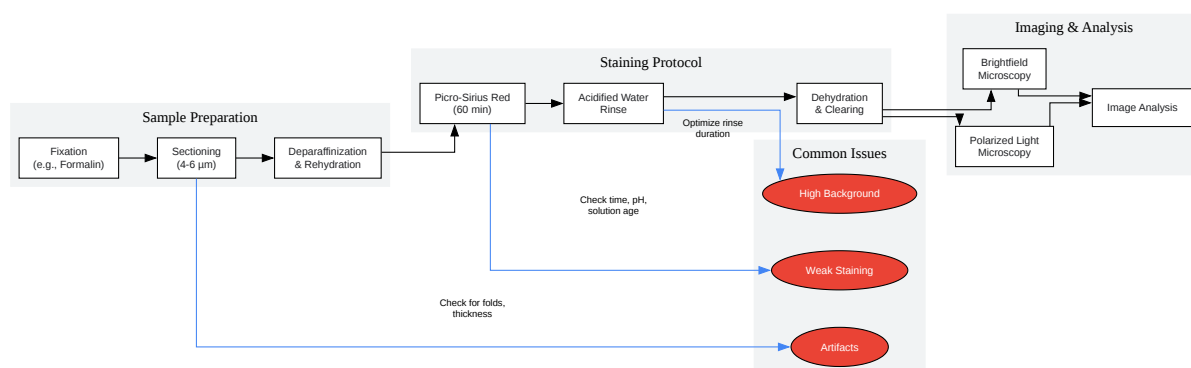 Imaging & Analysis
Brightfield
Microscopy
Image Analysis
Polarized Light
Microscopy
Staining Protocol
Picro-Sirius Red
(60 min)
Acidified Water
Rinse
Dehydration
& Clearing
Optimize rinse
duration
Sample Preparation
Fixation
(e.g., Formalin)
Sectioning
(4-6 µm)
Deparaffinization
& Rehydration
Common Issues
High Background
Check time, pH,
solution age
Weak Staining
Check for folds,
thickness
Artifacts